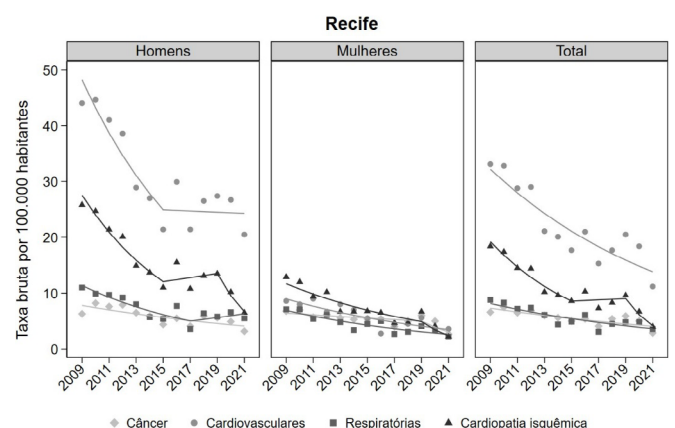 Recife
Homens Mulheres Total
Taxa bruta por 100.000 habitantes
50
40
30
20
10
0
2009 2011 2013 2015 2017 2019 2021 2009 2011 2013 2015 2017 2019 2021 2009 2011 2013 2015 2017 2019 2021
Câncer Cardiovasculares Respiratórias Cardiopatia isquêmica